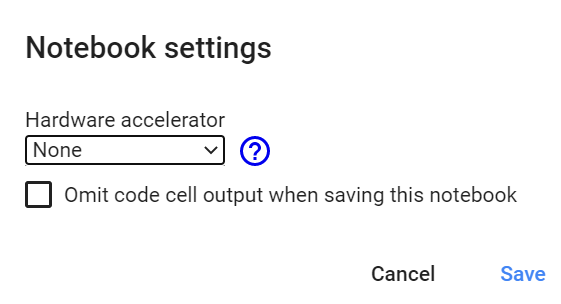 Notebook settings
Hardware accelerator
None
?
Omit code cell output when saving this notebook
Cancel Save